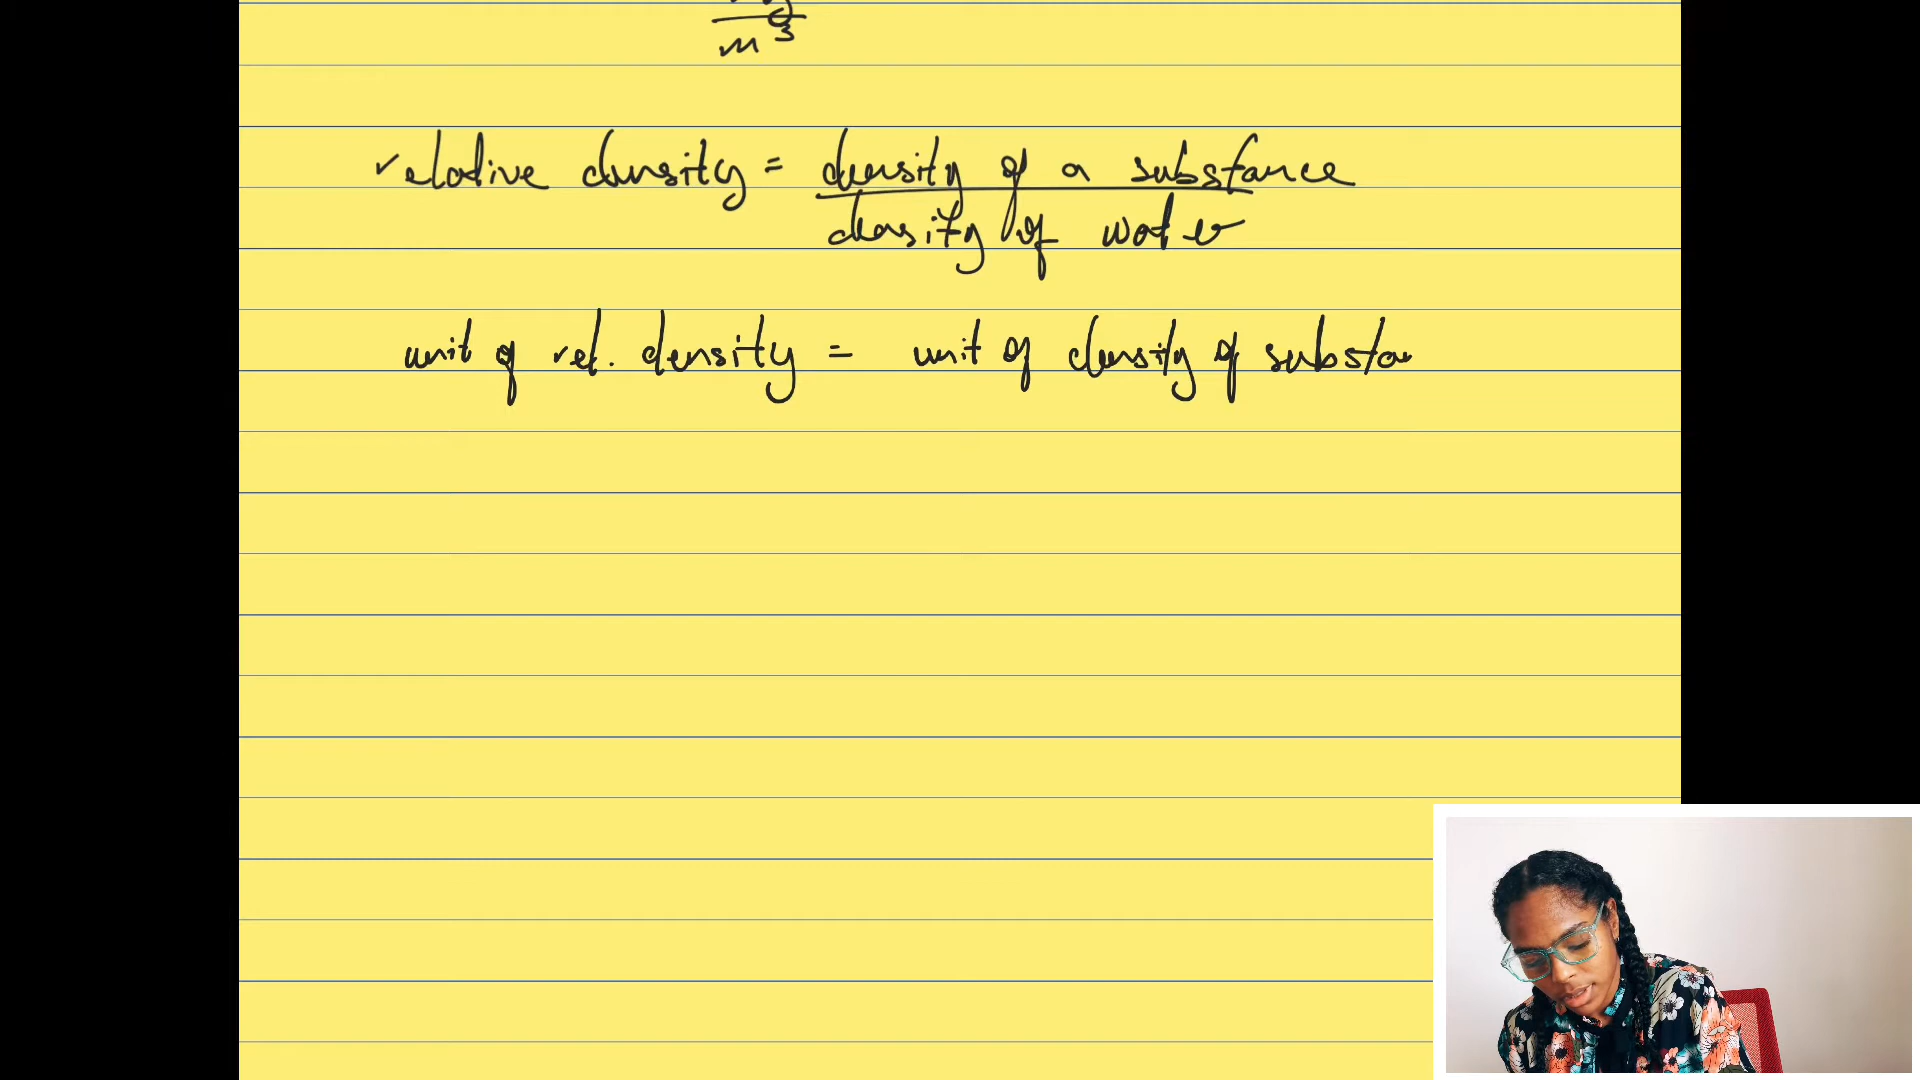 m³
relative density = density of a substance
density of water
unit of rel. density = unit of density of substa